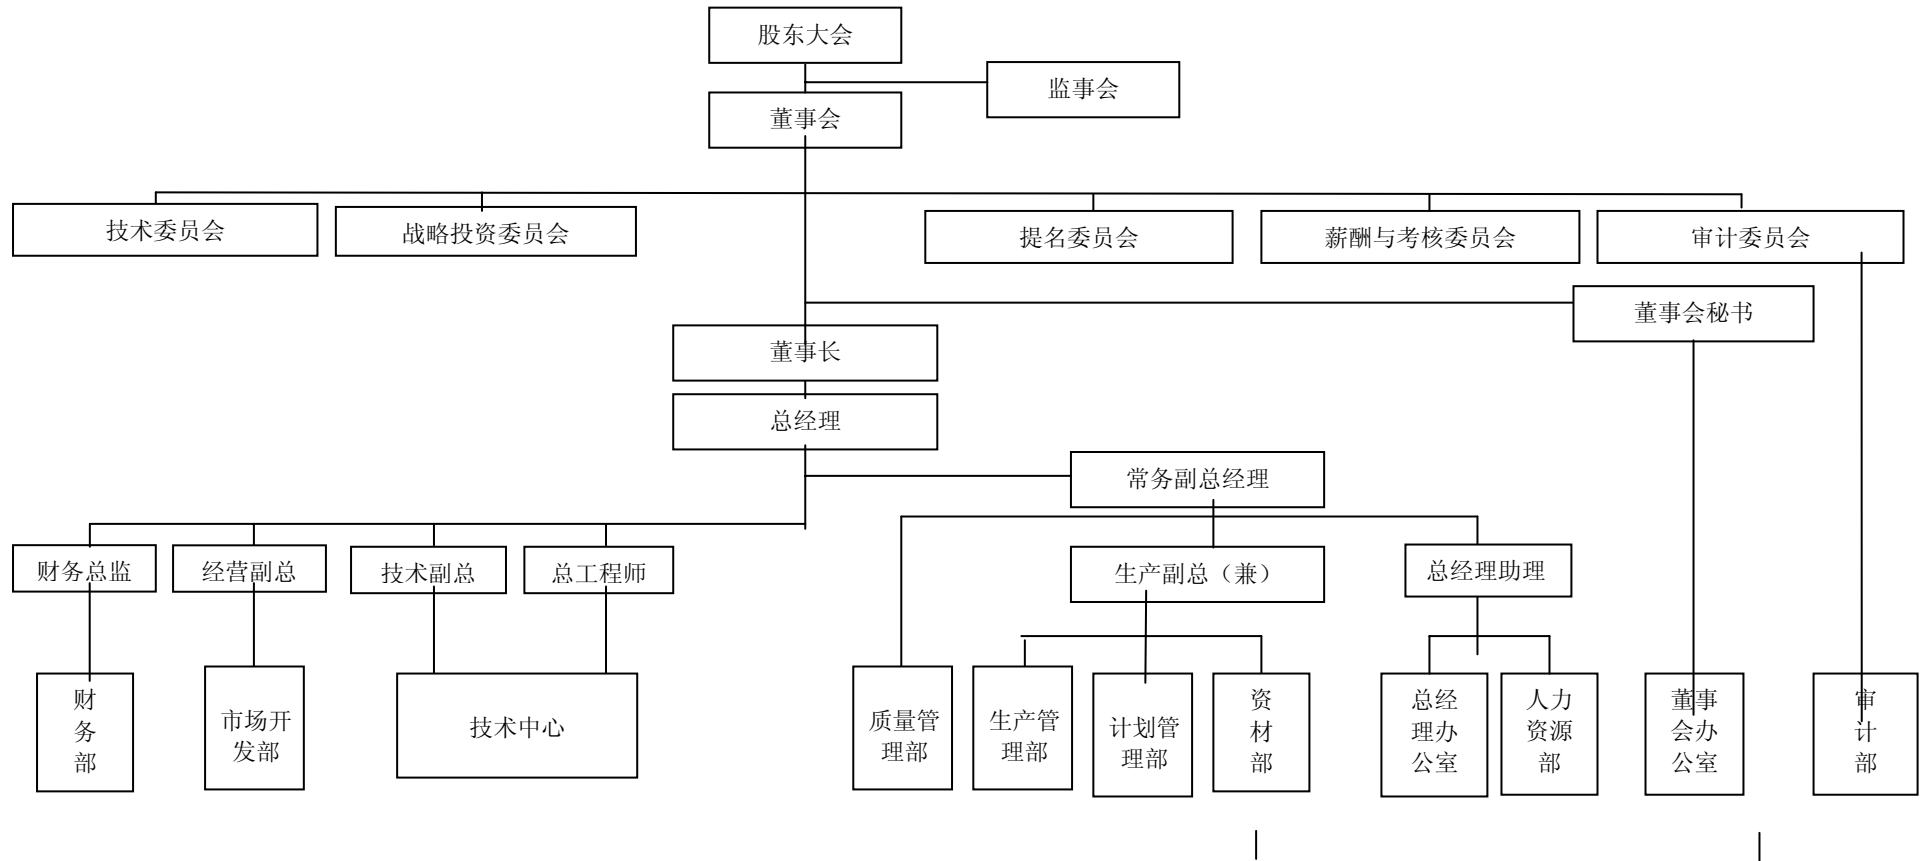 股东大会
监事会
董事会
技术委员会
战略投资委员会
提名委员会
薪酬与考核委员会
审计委员会
董事会秘书
董事长
总经理
常务副总经理
财务总监
经营副总
技术副总
总工程师
生产副总（兼）
总经理助理
财
务
部
市场开
发部
技术中心
质量管
理部
生产管
理部
计划管
理部
资
材
部
总经
理办
公室
人力
资源
部
董事
会办
公室
审
计
部